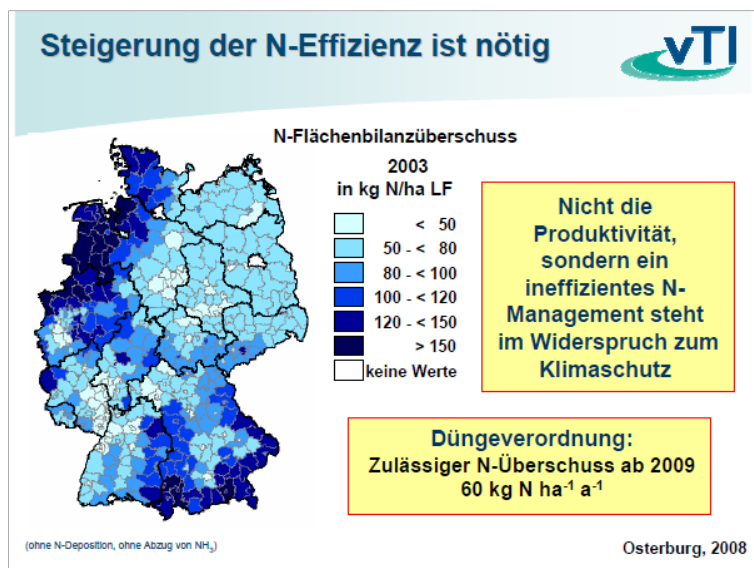 Steigerung der N-Effizienz ist nötig
vTI
N-Flächenbilanzüberschuss
2003
in kg N/ha LF
< 50
50 - < 80
80 - < 100
100 - < 120
120 - < 150
> 150
keine Werte
Nicht die
Produktivität,
sondern ein
ineffizientes N-
Management steht
im Widerspruch zum
Klimaschutz
Düngeverordnung:
Zulässiger N-Überschuss ab 2009
60 kg N ha⁻¹ a⁻¹
(ohne N-Deposition, ohne Abzug von NH₃)
Osterburg, 2008